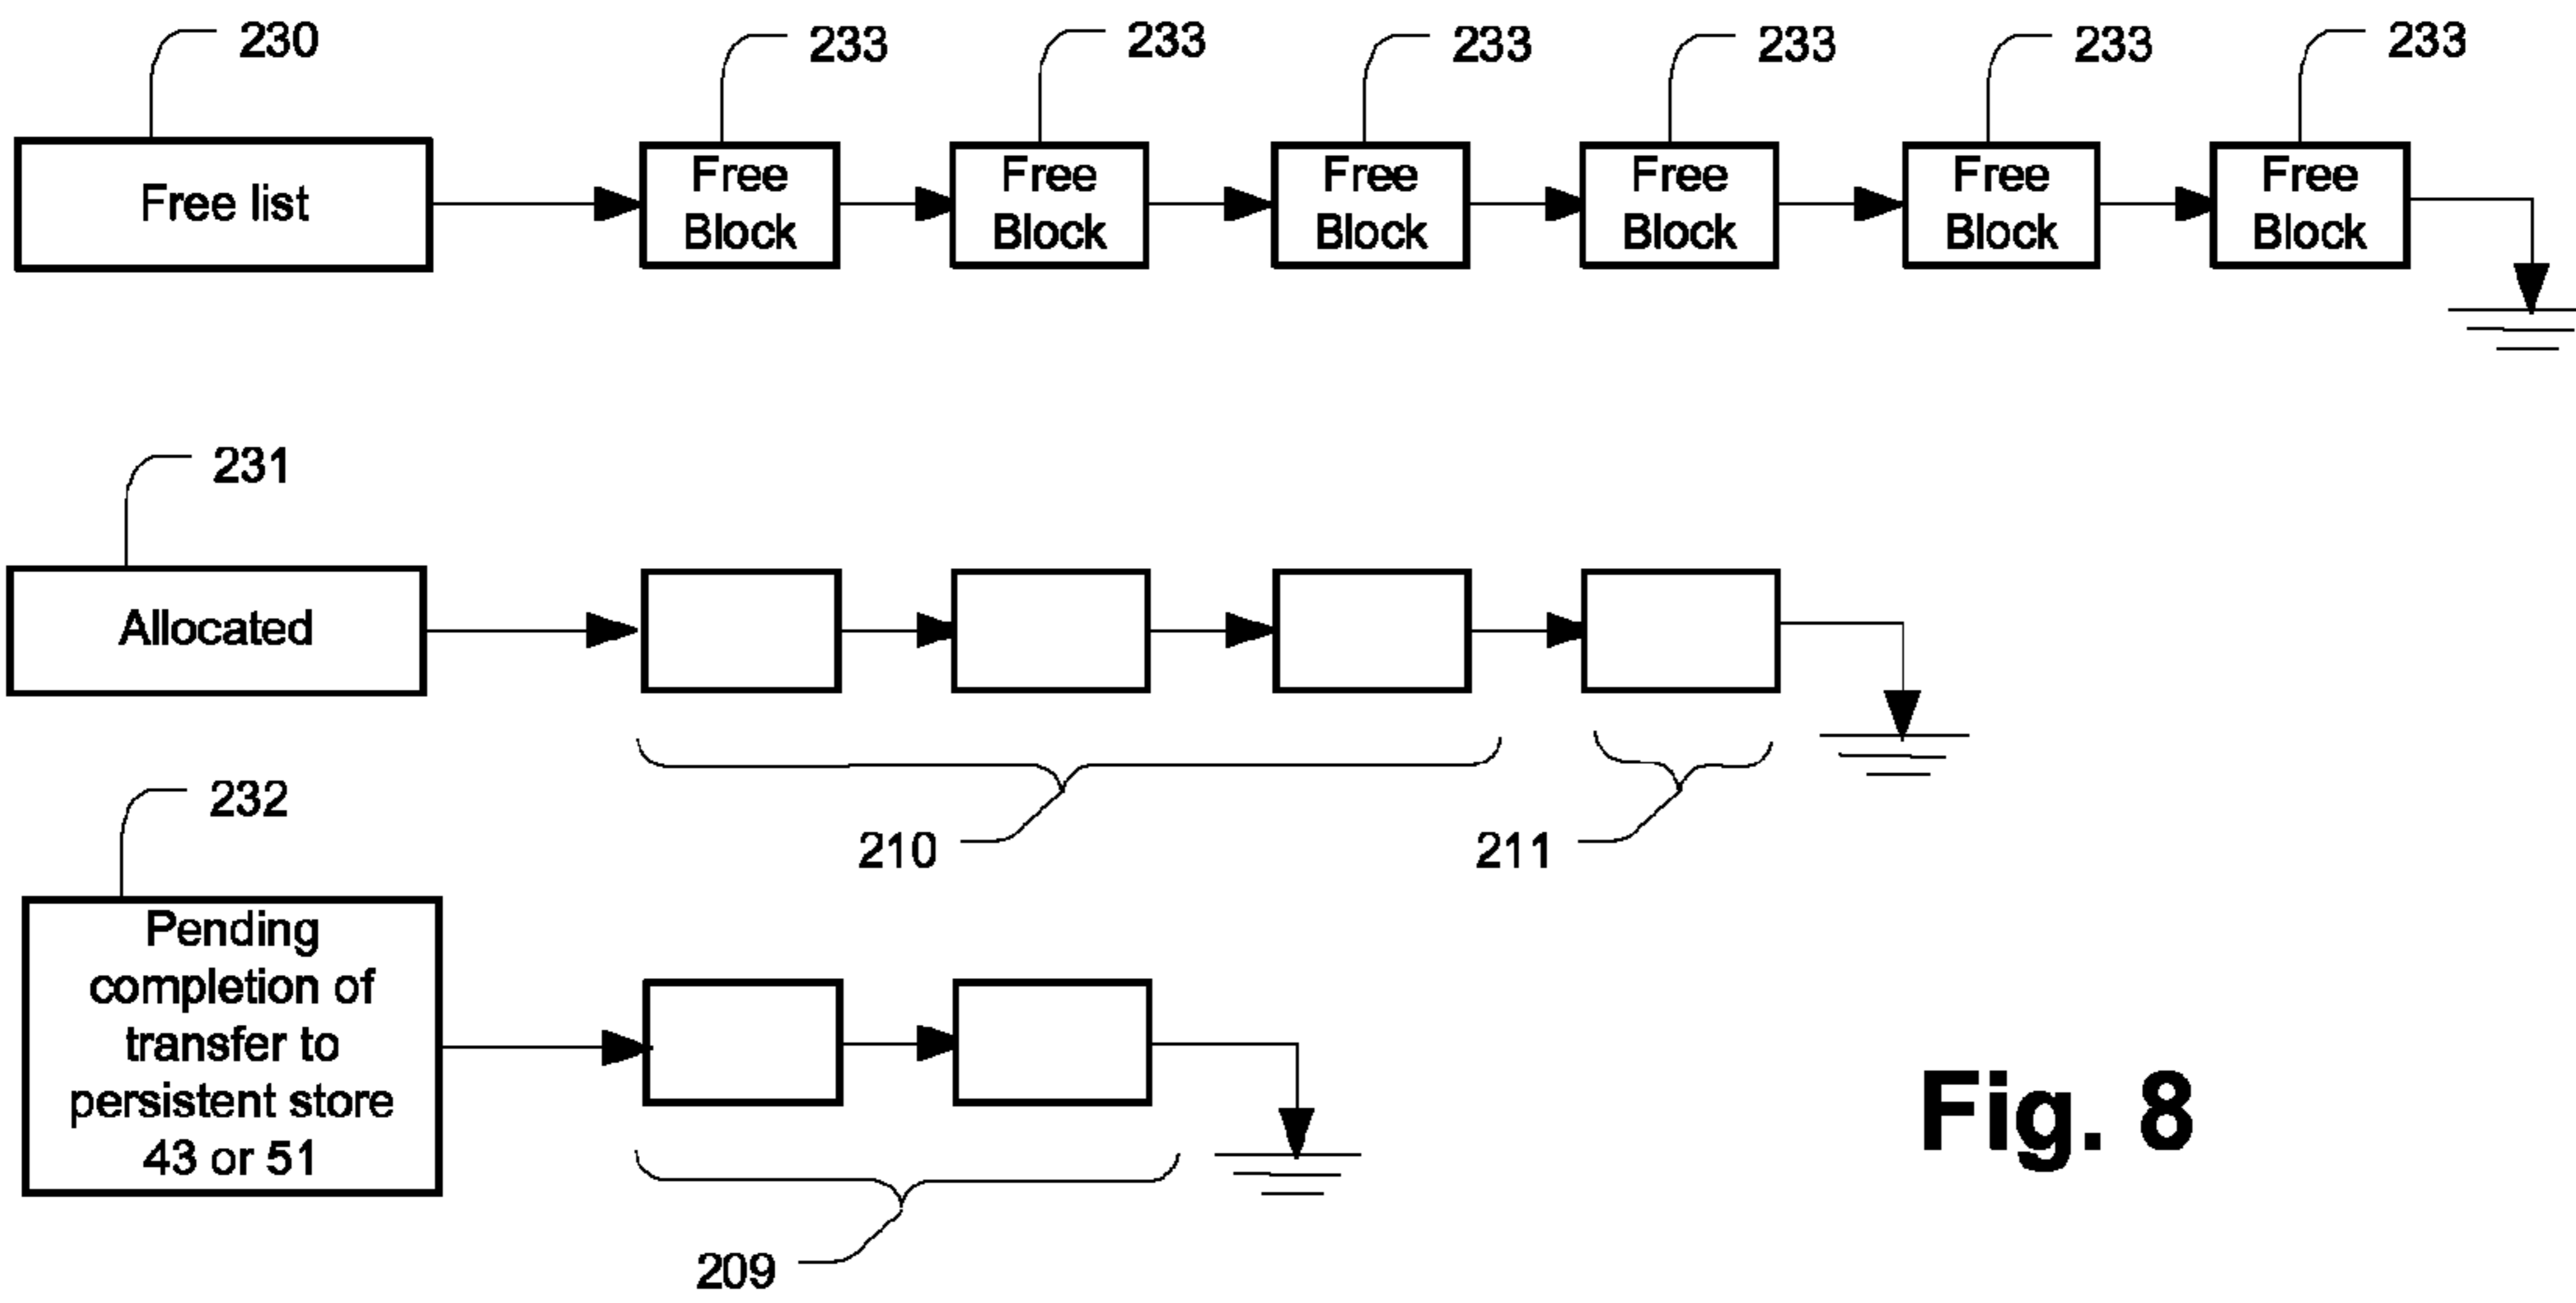 230
233
233
233
233
233
233
Free list
Free
Block
Free
Block
Free
Block
Free
Block
Free
Block
Free
Block
231
Allocated
210
211
232
Pending
completion of
transfer to
persistent store
43 or 51
209
Fig. 8